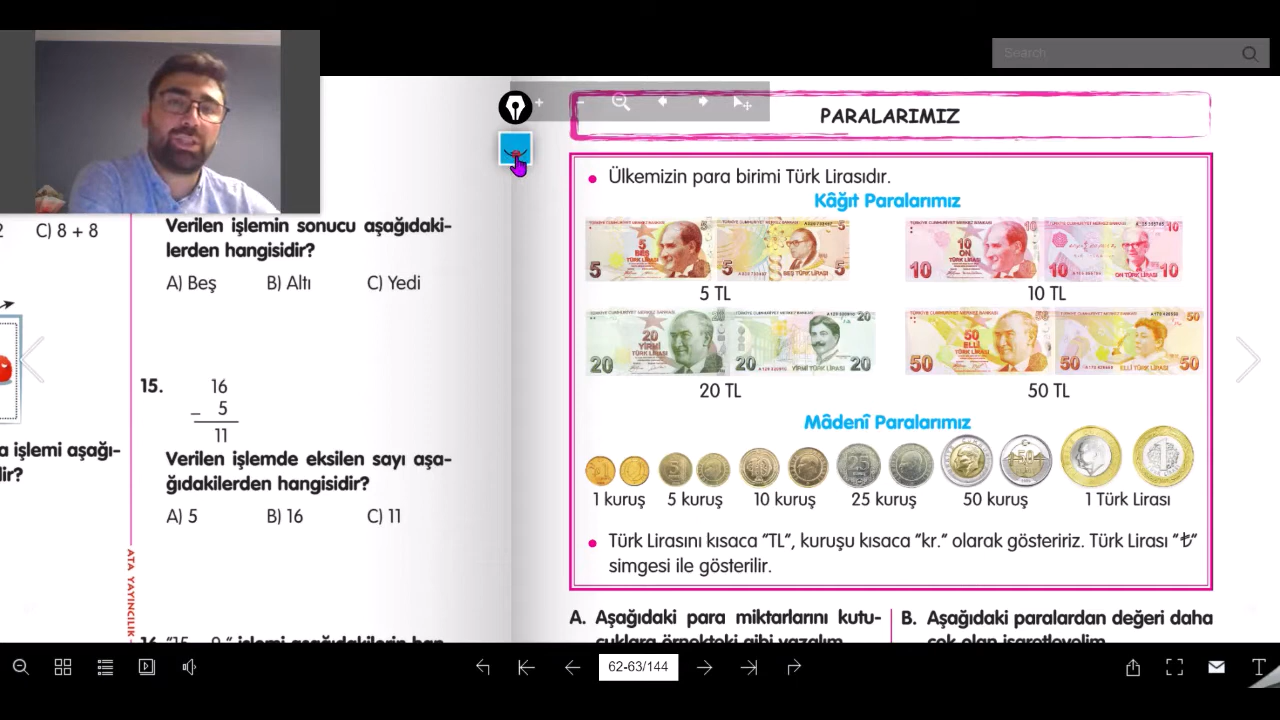 Search
2
C) 8 + 8
a işlemi aşağı-
dir?
Verilen işlemin sonucu aşağıdaki-
lerden hangisidir?
A) Beş B) Altı C) Yedi
15. 16
– 5
11
Verilen işlemde eksilen sayı aşa-
ğıdakilerden hangisidir?
A) 5 B) 16 C) 11
ATA YAYINCILIK
PARALARIMIZ
• Ülkemizin para birimi Türk Lirasıdır.
Kâğıt Paralarımız
5 TL 10 TL
20 TL 50 TL
Mâdenî Paralarımız
1 kuruş 5 kuruş 10 kuruş 25 kuruş 50 kuruş 1 Türk Lirası
• Türk Lirasını kısaca “TL”, kuruşu kısaca “kr.” olarak gösteririz. Türk Lirası “₺”
simgesi ile gösterilir.
A. Aşağıdaki para miktarlarını kutu-
B. Aşağıdaki paralardan değeri daha
62-63/144